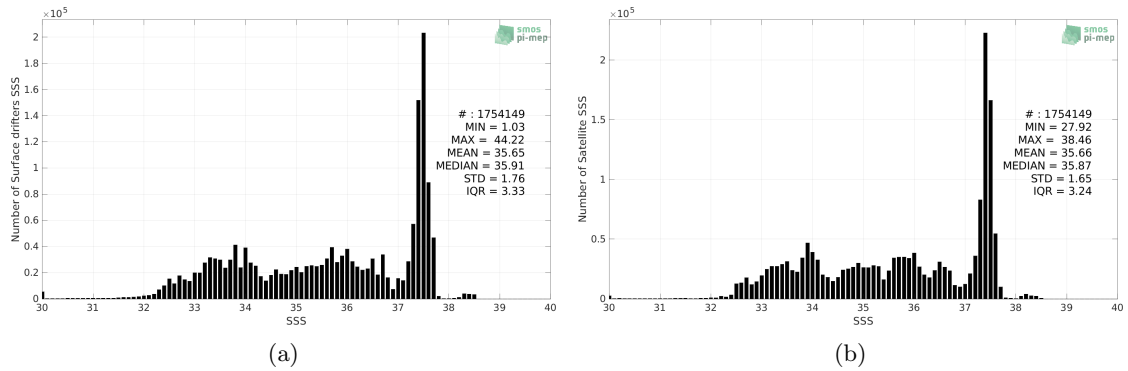 ×10⁵
2
1.8
1.6
1.4
1.2
1
0.8
0.6
0.4
0.2
0
Number of Surface drifters SSS
smos
pi-mep
# : 1754149
MIN = 1.03
MAX = 44.22
MEAN = 35.65
MEDIAN = 35.91
STD = 1.76
IQR = 3.33
30 31 32 33 34 35 36 37 38 39 40
SSS
(a)
×10⁵
2
1.5
1
0.5
0
Number of Satellite SSS
smos
pi-mep
# : 1754149
MIN = 27.92
MAX = 38.46
MEAN = 35.66
MEDIAN = 35.87
STD = 1.65
IQR = 3.24
30 31 32 33 34 35 36 37 38 39 40
SSS
(b)